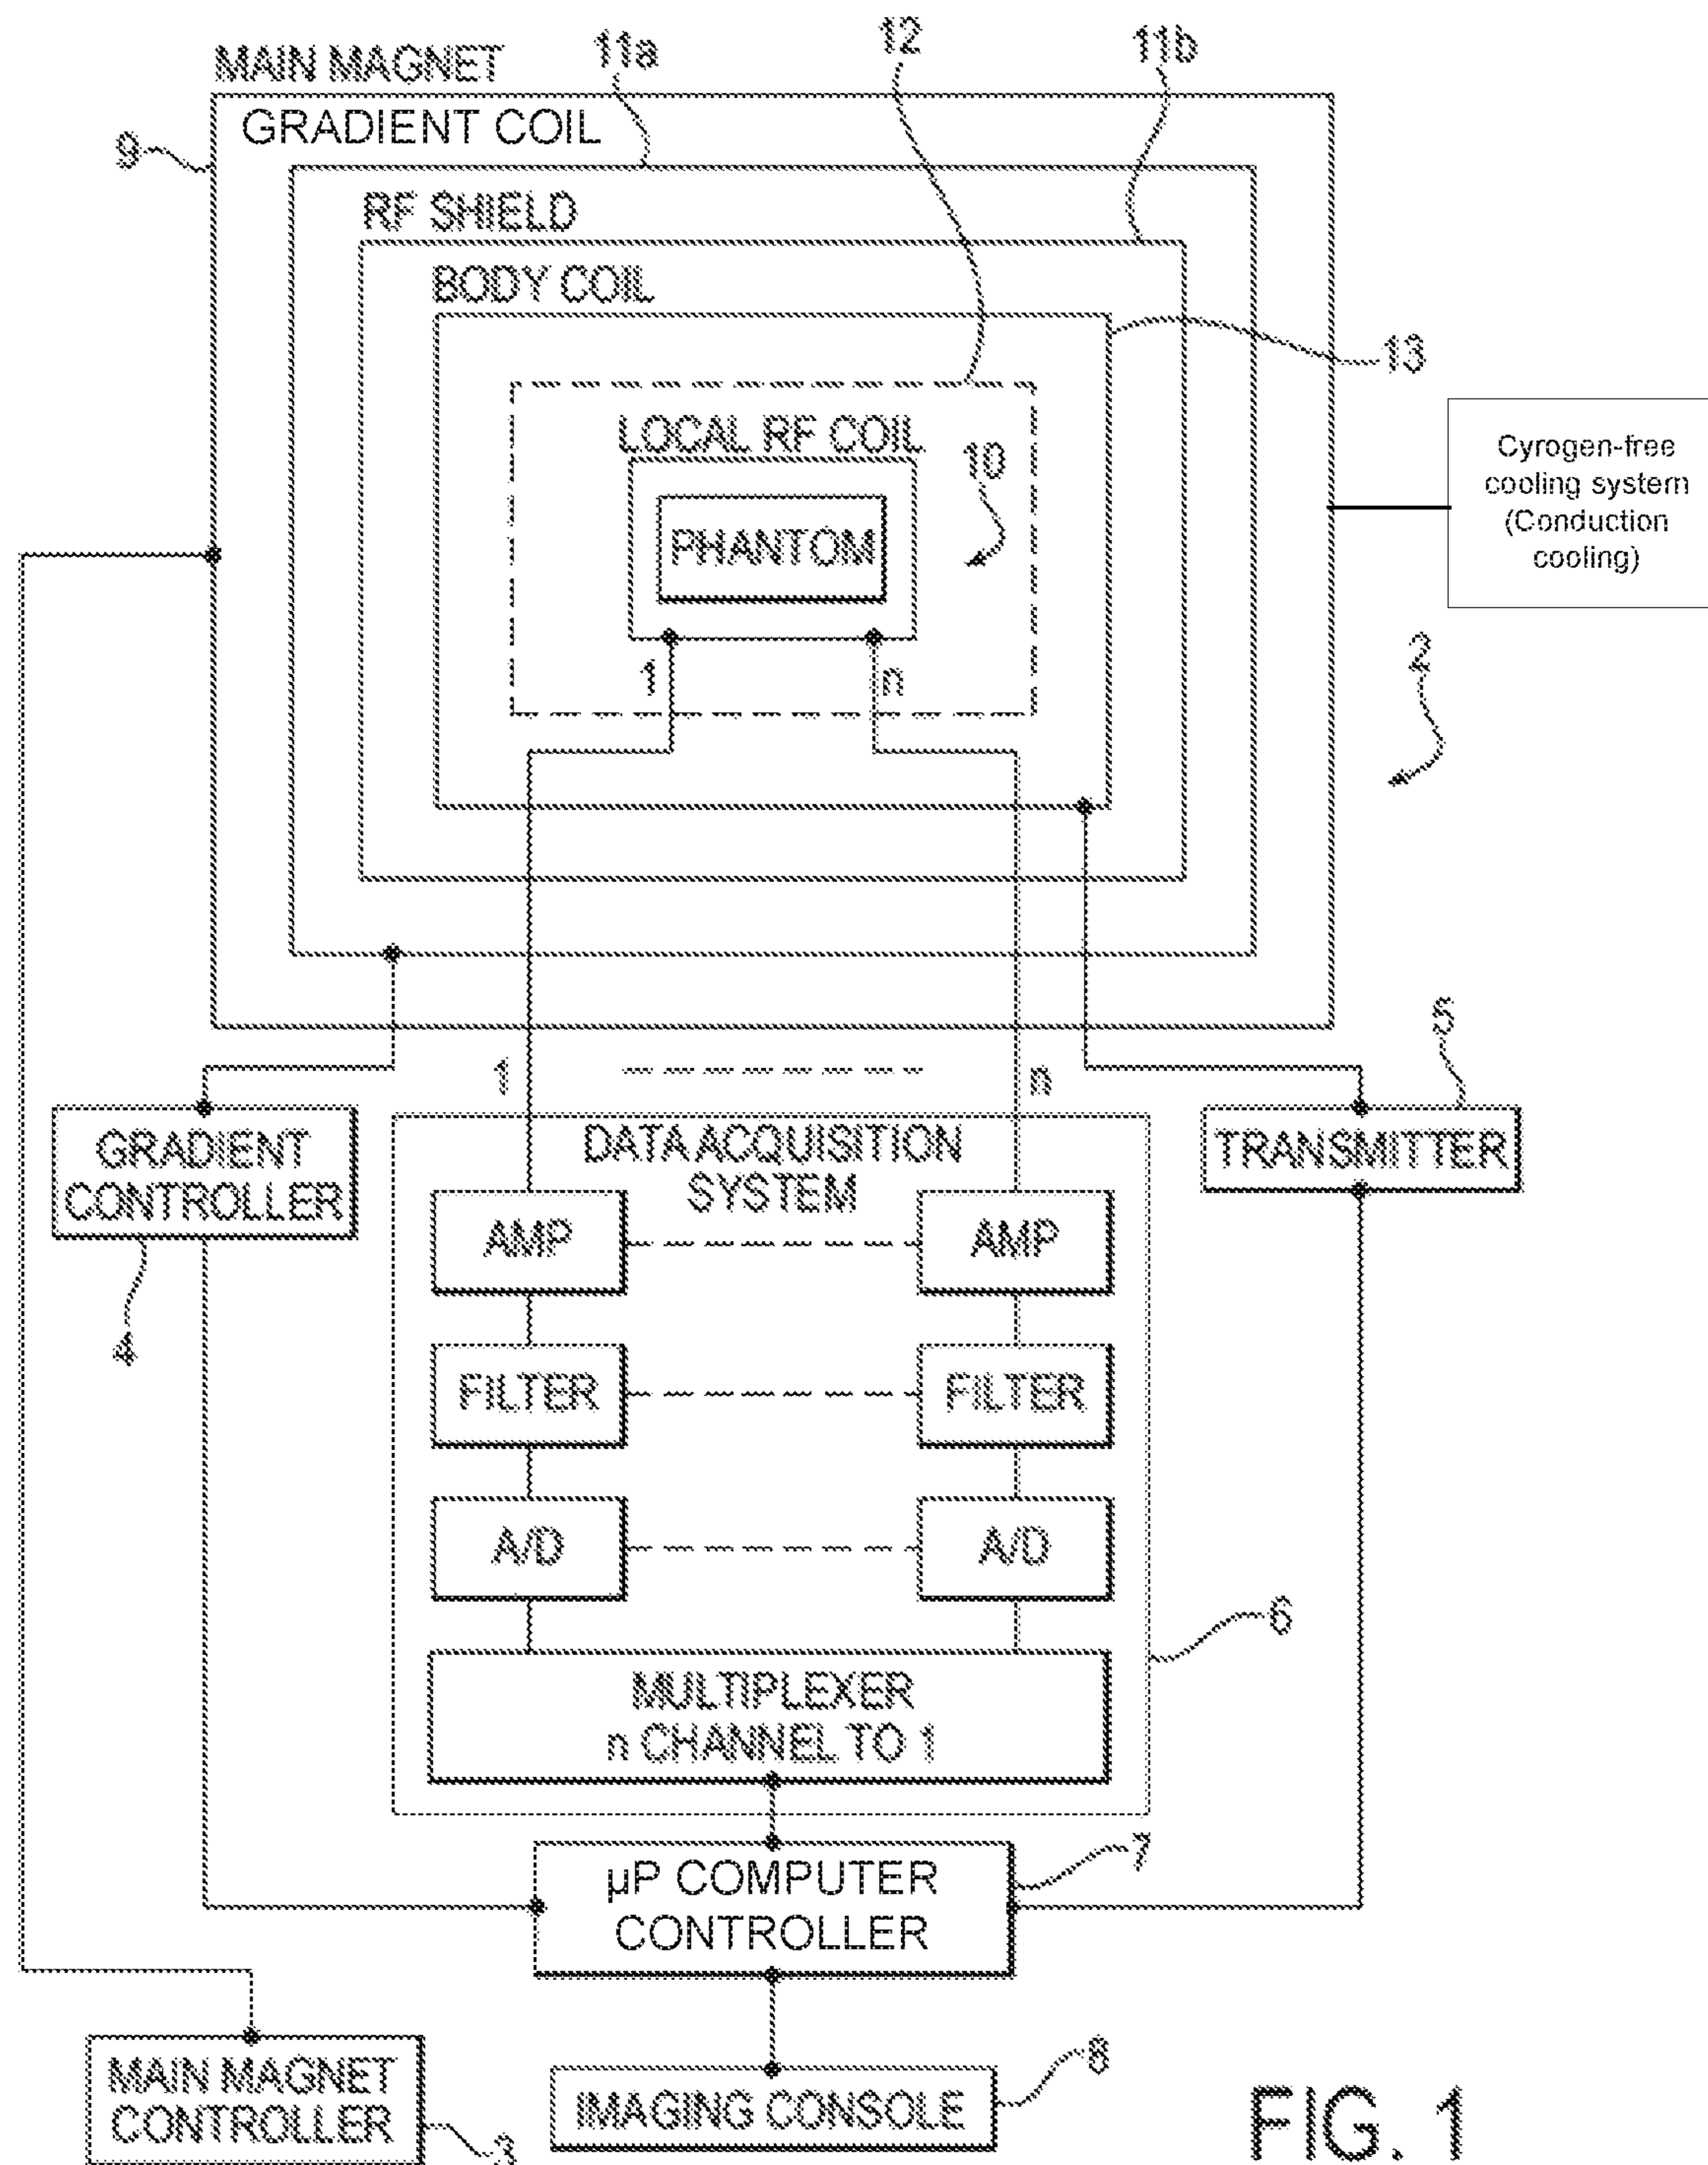 11a
12
11b
MAIN MAGNET
GRADIENT COIL
9
RF SHIELD
BODY COIL
13
LOCAL RF COIL
10
PHANTOM
Cyrogen-free
cooling system
(Conduction
cooling)
1
n
2
5
1
n
GRADIENT
CONTROLLER
DATA ACQUISITION
SYSTEM
TRANSMITTER
AMP
AMP
4
FILTER
FILTER
A/D
A/D
6
MULTIPLEXER
n CHANNEL TO 1
7
µP COMPUTER
CONTROLLER
8
MAIN MAGNET
CONTROLLER
IMAGING CONSOLE
3
FIG. 1